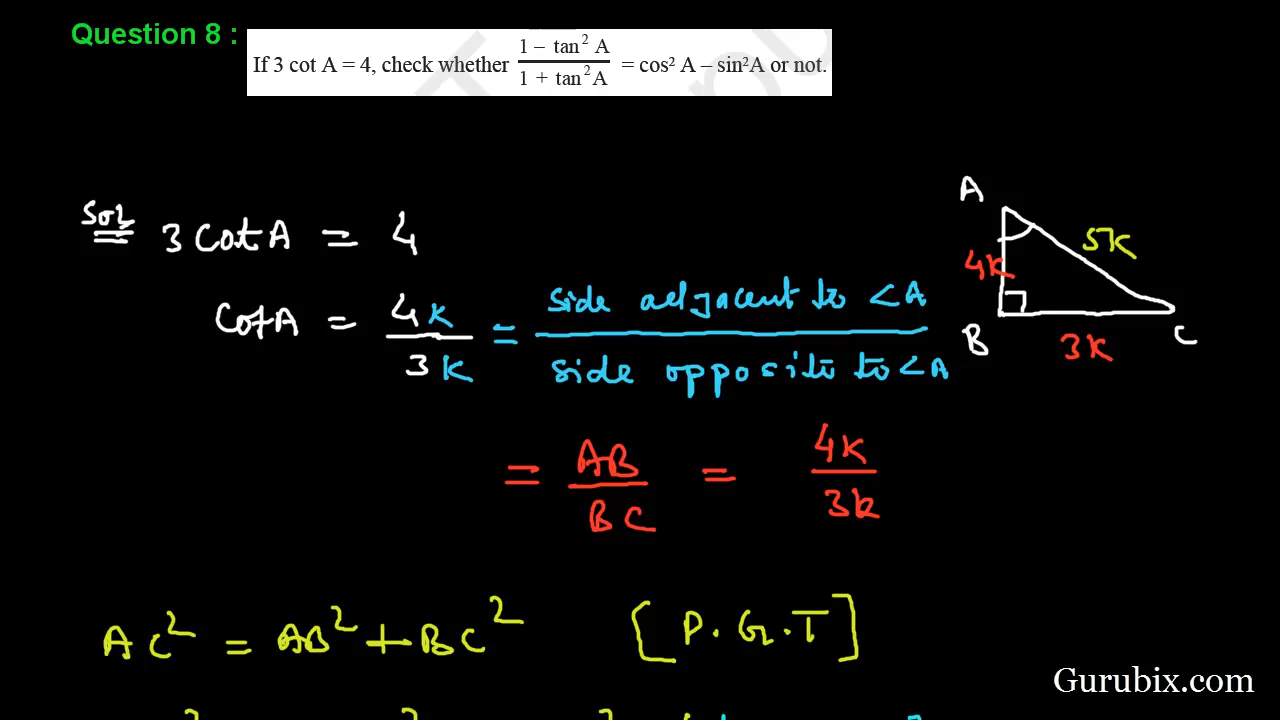 Question 8 :
If 3 cot A = 4, check whether (1 – tan² A)/(1 + tan² A) = cos² A – sin²A or not.
Sol 3 Cot A = 4
Cot A = 4k/3k = side adjacent to ∠A / side opposite to ∠A
= AB/BC = 4k/3k
AC² = AB² + BC² [P.G.T]
A
4k
5k
B
3k
C
Gurubix.com